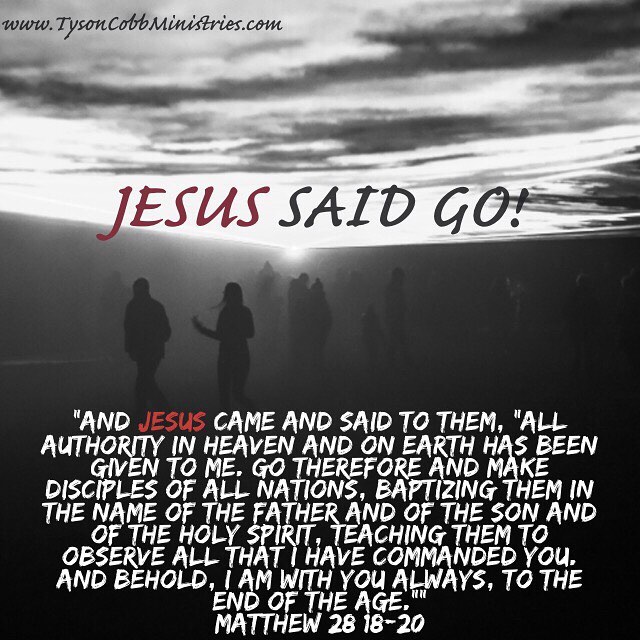 www.TysonCobbMinistries.com
JESUS SAID GO!
"AND JESUS CAME AND SAID TO THEM, "ALL
AUTHORITY IN HEAVEN AND ON EARTH HAS BEEN
GIVEN TO ME. GO THEREFORE AND MAKE
DISCIPLES OF ALL NATIONS, BAPTIZING THEM IN
THE NAME OF THE FATHER AND OF THE SON AND
OF THE HOLY SPIRIT, TEACHING THEM TO
OBSERVE ALL THAT I HAVE COMMANDED YOU.
AND BEHOLD, I AM WITH YOU ALWAYS, TO THE
END OF THE AGE.""
MATTHEW 28 18-20